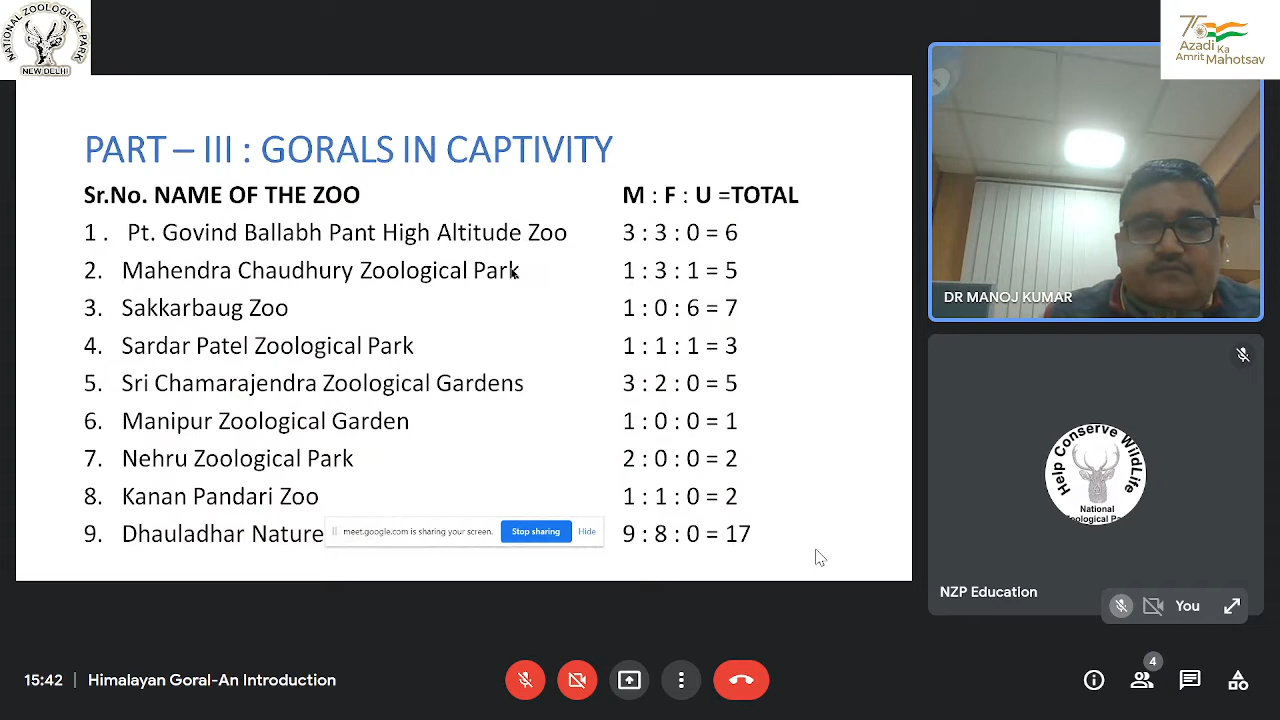 NATIONAL ZOOLOGICAL PARK
NEW DELHI
75
Azadi Ka
Amrit Mahotsav
PART – III : GORALS IN CAPTIVITY
Sr.No. NAME OF THE ZOO M : F : U =TOTAL
1 . Pt. Govind Ballabh Pant High Altitude Zoo 3 : 3 : 0 = 6
2. Mahendra Chaudhury Zoological Park 1 : 3 : 1 = 5
3. Sakkarbaug Zoo 1 : 0 : 6 = 7
4. Sardar Patel Zoological Park 1 : 1 : 1 = 3
5. Sri Chamarajendra Zoological Gardens 3 : 2 : 0 = 5
6. Manipur Zoological Garden 1 : 0 : 0 = 1
7. Nehru Zoological Park 2 : 0 : 0 = 2
8. Kanan Pandari Zoo 1 : 1 : 0 = 2
9. Dhauladhar Nature 9 : 8 : 0 = 17
meet.google.com is sharing your screen. Stop sharing Hide
DR MANOJ KUMAR
Help Conserve WildLife
National
Zoological Par
NZP Education
You
15:42 | Himalayan Goral-An Introduction
4